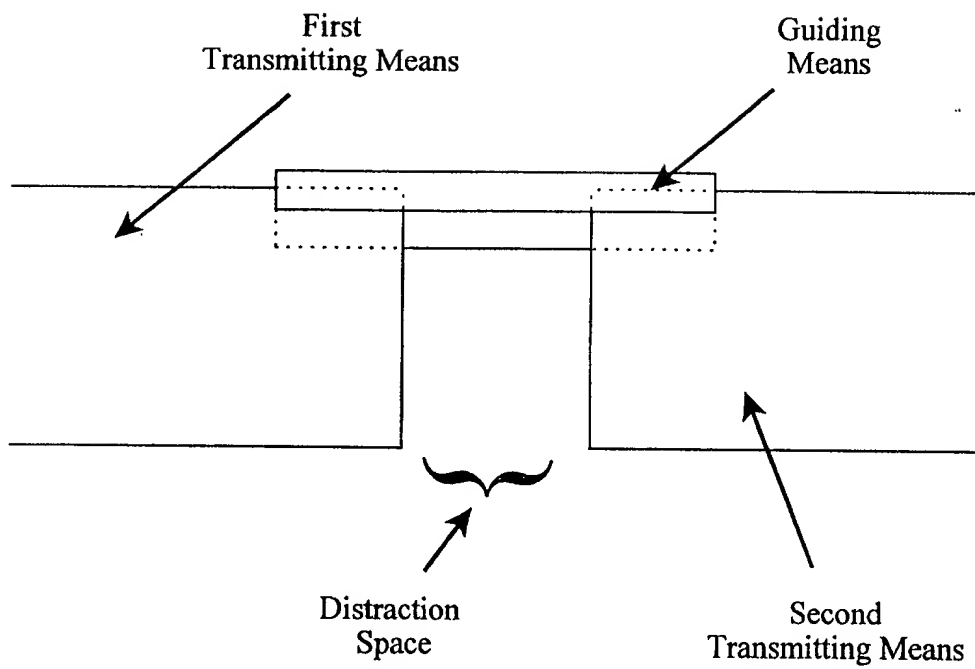 First
Transmitting Means
Guiding
Means
Distraction
Space
Second
Transmitting Means